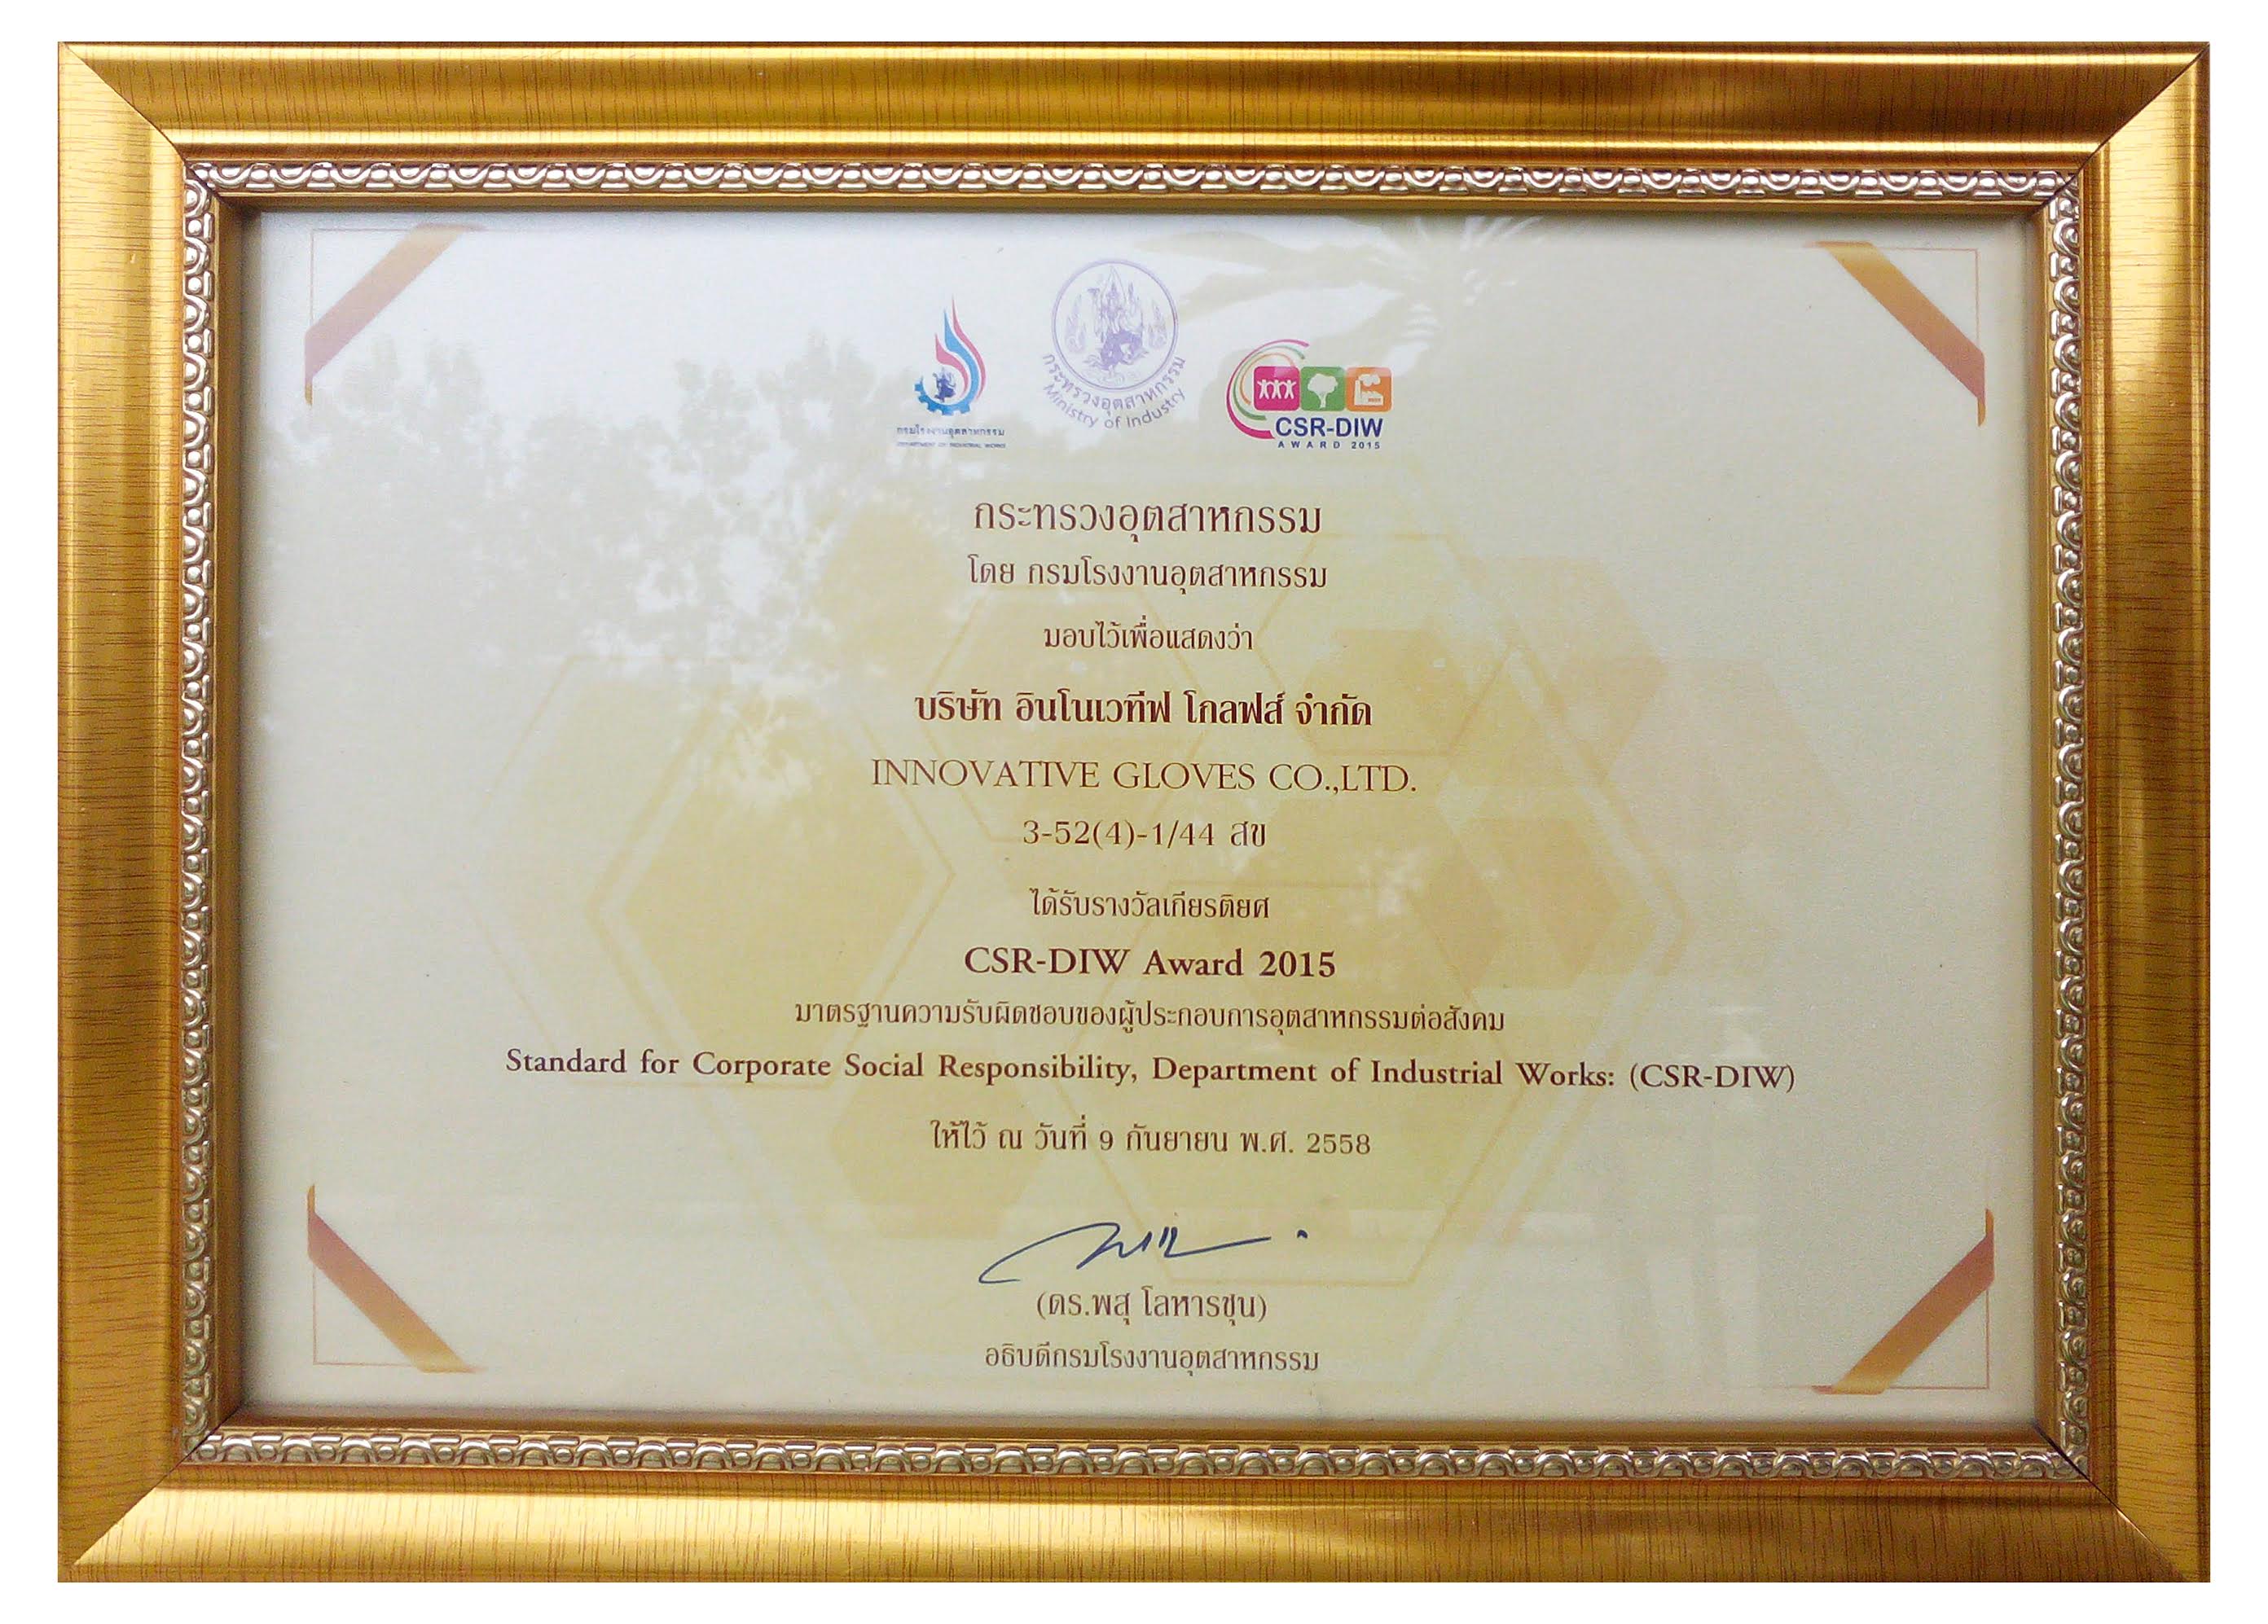 กรมโรงงานอุตสาหกรรม
DEPARTMENT OF INDUSTRIAL WORKS
กระทรวงอุตสาหกรรม
Ministry of Industry
CSR-DIW
AWARD 2015
กระทรวงอุตสาหกรรม
โดย กรมโรงงานอุตสาหกรรม
มอบไว้เพื่อแสดงว่า
บริษัท อินโนเวทีฟ โกลฟส์ จำกัด
INNOVATIVE GLOVES CO.,LTD.
3-52(4)-1/44 สข
ได้รับรางวัลเกียรติยศ
CSR-DIW Award 2015
มาตรฐานความรับผิดชอบของผู้ประกอบการอุตสาหกรรมต่อสังคม
Standard for Corporate Social Responsibility, Department of Industrial Works: (CSR-DIW)
ให้ไว้ ณ วันที่ 9 กันยายน พ.ศ. 2558
(ดร.พสุ โลหารชุน)
อธิบดีกรมโรงงานอุตสาหกรรม